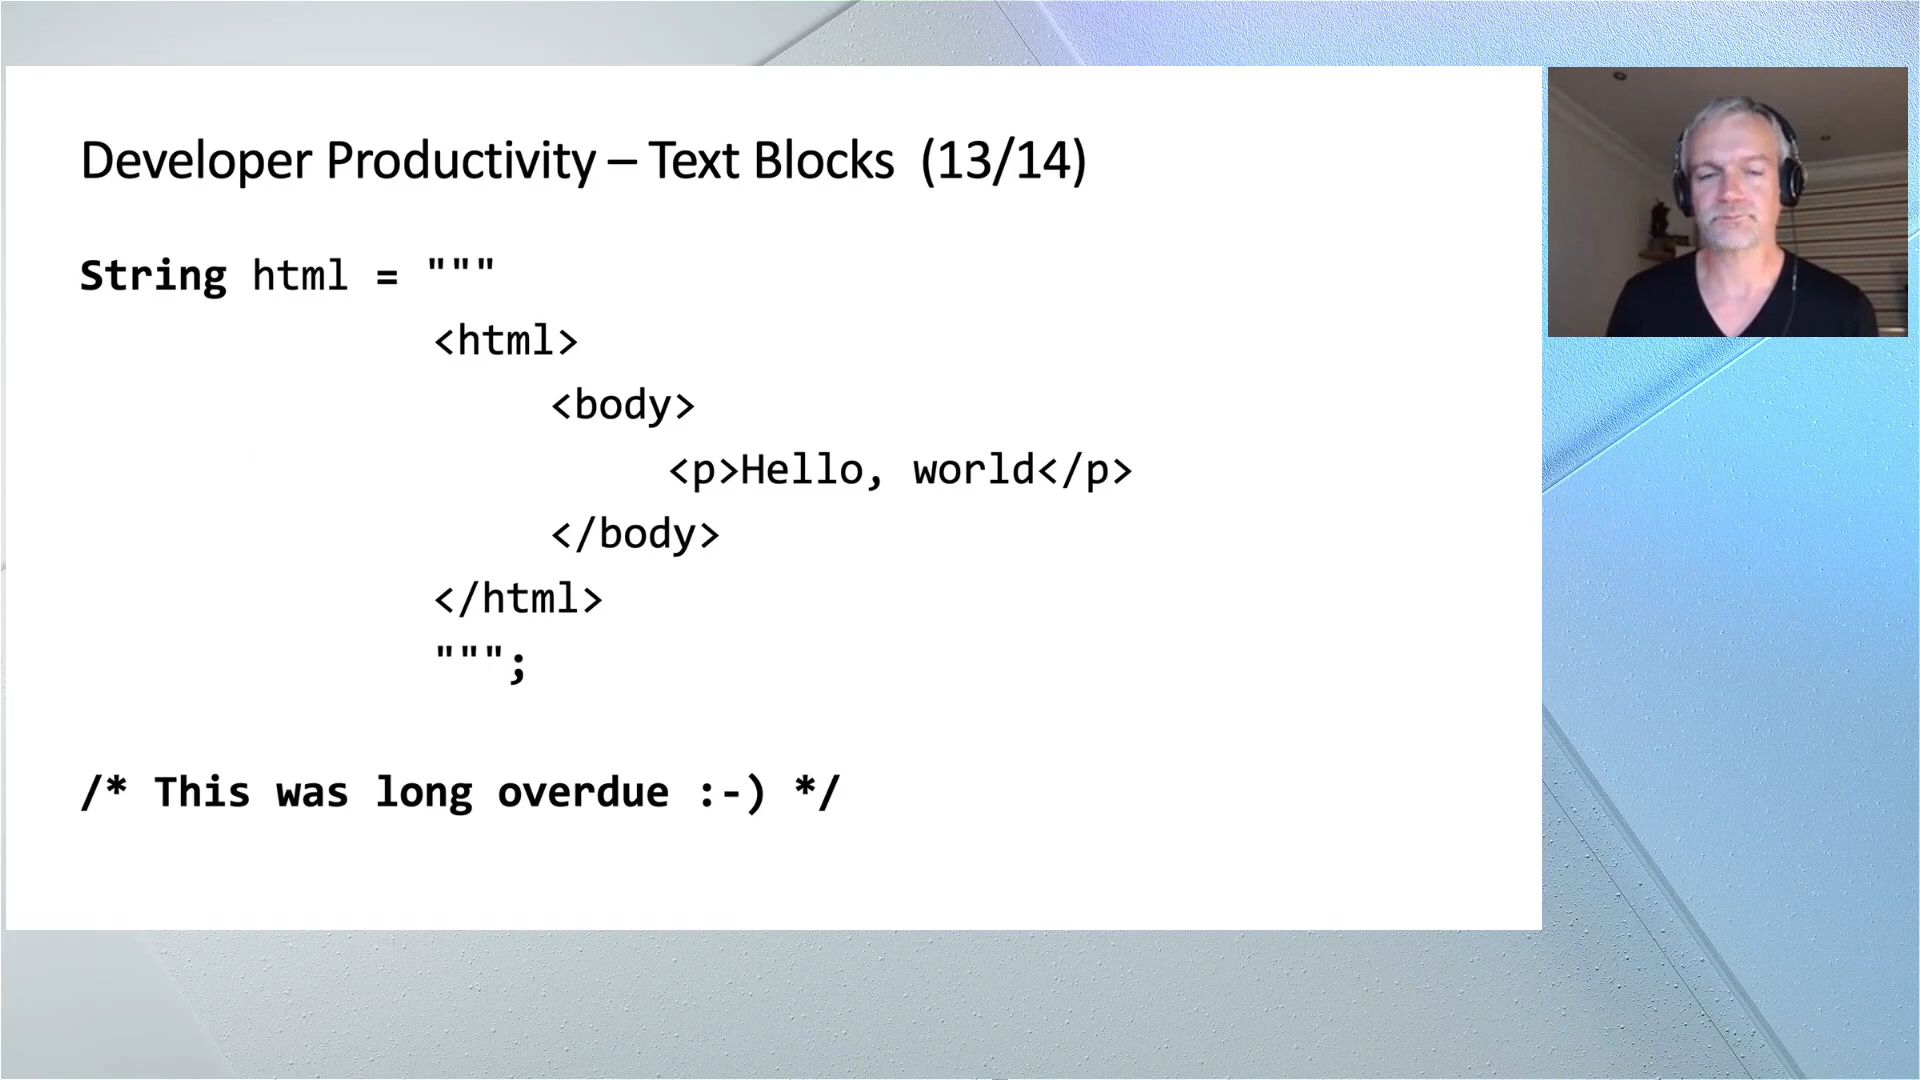 Developer Productivity – Text Blocks (13/14)
String html = """
<html>
<body>
<p>Hello, world</p>
</body>
</html>
""";
/* This was long overdue :-) */